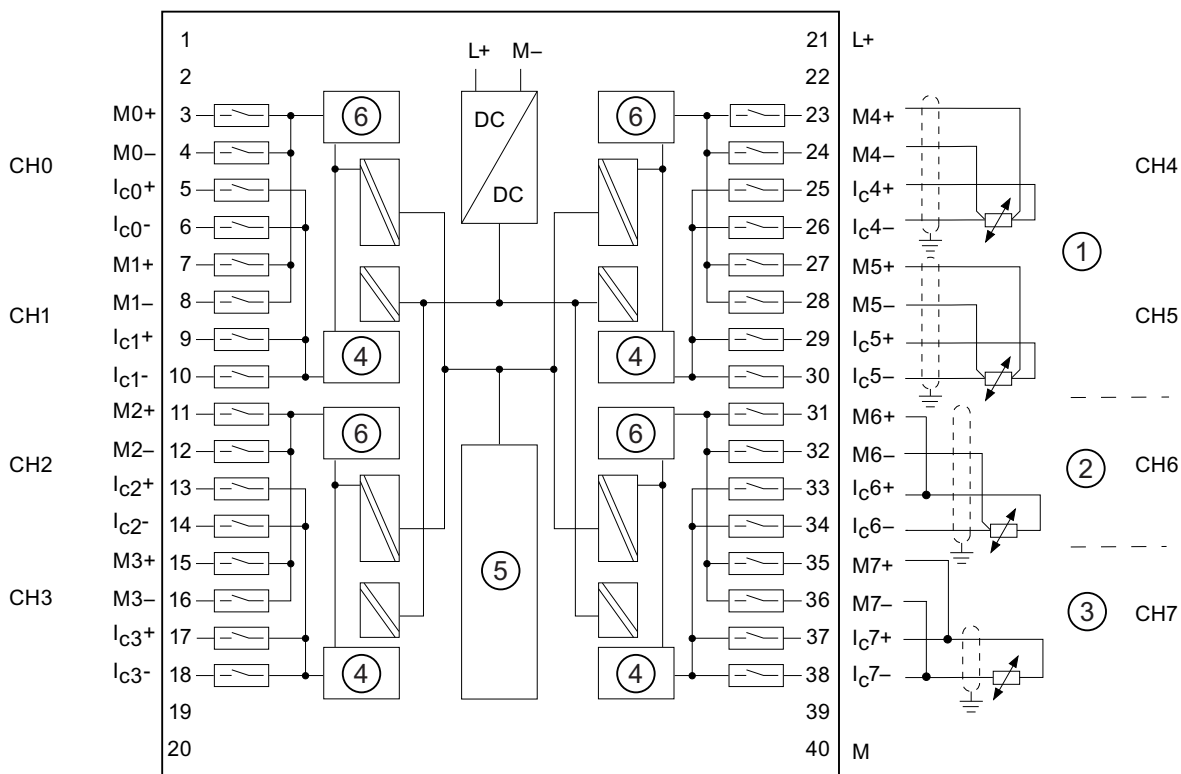 1
2
L+ M–
21 L+
22
CH0
M0+ 3
M0– 4
Ic0+ 5
Ic0- 6
CH1
M1+ 7
M1– 8
Ic1+ 9
Ic1- 10
CH2
M2+ 11
M2– 12
Ic2+ 13
Ic2- 14
CH3
M3+ 15
M3– 16
Ic3+ 17
Ic3- 18
19
20
6
4
6
4
DC
DC
5
6
4
6
4
23 M4+
24 M4–
25 Ic4+
26 Ic4–
CH4
1
27 M5+
28 M5–
29 Ic5+
30 Ic5–
CH5
31 M6+
32 M6–
33 Ic6+
34 Ic6–
2 CH6
35 M7+
36 M7–
37 Ic7+
38 Ic7–
3 CH7
39
40 M